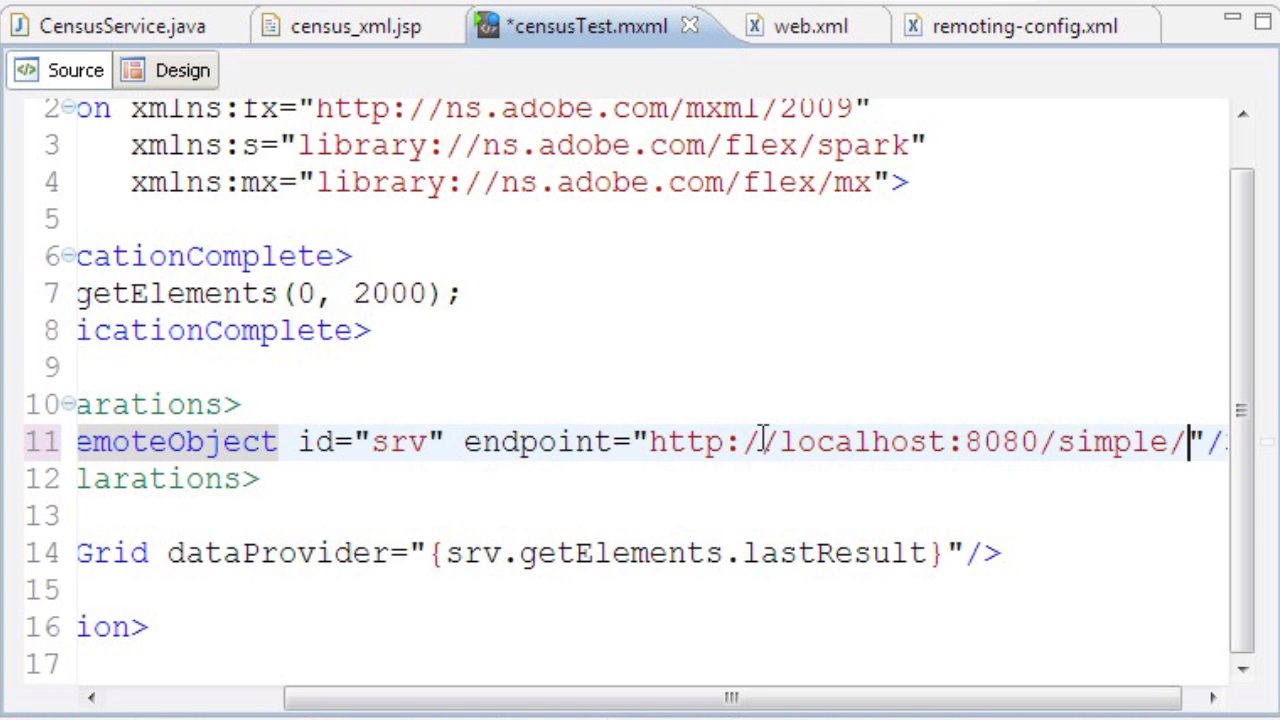 CensusService.java census_xml.jsp *censusTest.mxml web.xml remoting-config.xml
Source Design
2 on xmlns:fx="http://ns.adobe.com/mxml/2009"
3 xmlns:s="library://ns.adobe.com/flex/spark"
4 xmlns:mx="library://ns.adobe.com/flex/mx">
5
6 cationComplete>
7 getElements(0, 2000);
8 icationComplete>
9
10 arations>
11 emoteObject id="srv" endpoint="http://localhost:8080/simple/"/
12 larations>
13
14 Grid dataProvider="{srv.getElements.lastResult}"/>
15
16 ion>
17